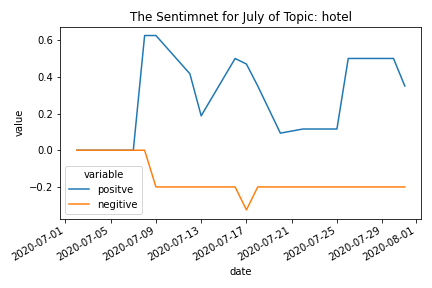 The Sentimnet for July of Topic: hotel
value
0.6
0.4
0.2
0.0
−0.2
variable
positve
negitive
2020-07-01
2020-07-05
2020-07-09
2020-07-13
2020-07-17
2020-07-21
2020-07-25
2020-07-29
2020-08-01
date